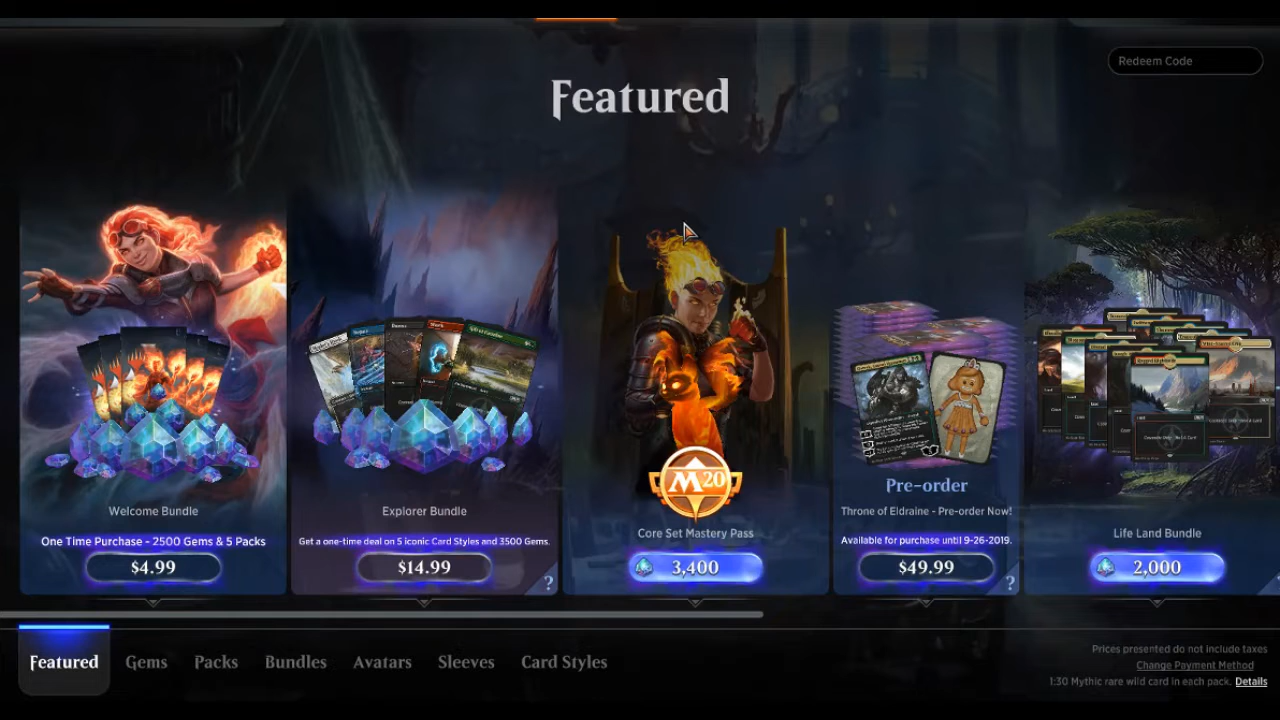 Redeem Code
Featured
M20
Welcome Bundle
One Time Purchase - 2500 Gems & 5 Packs
$4.99
Explorer Bundle
Get a one-time deal on 5 iconic Card Styles and 3500 Gems.
$14.99
?
Core Set Mastery Pass
3,400
Pre-order
Throne of Eldraine - Pre-order Now!
Available for purchase until 9-26-2019.
$49.99
?
Life Land Bundle
2,000
Featured
Gems
Packs
Bundles
Avatars
Sleeves
Card Styles
Prices presented do not include taxes
Change Payment Method
1:30 Mythic rare wild card in each pack. Details